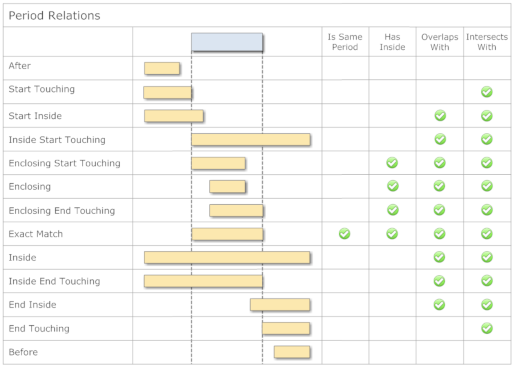 Period Relations
Is Same Period
Has Inside
Overlaps With
Intersects With
After
Start Touching
Start Inside
Inside Start Touching
Enclosing Start Touching
Enclosing
Enclosing End Touching
Exact Match
Inside
Inside End Touching
End Inside
End Touching
Before